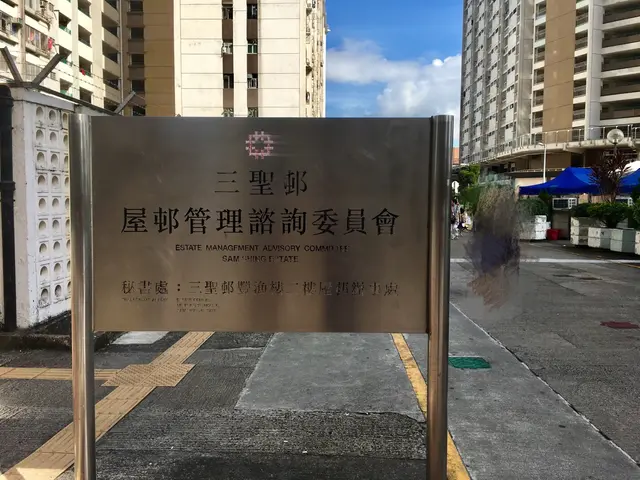 三聖邨
屋邨管理諮詢委員會
ESTATE MANAGEMENT ADVISORY COMMITTEE
SAM SHING ESTATE
秘書處：三聖邨豐漁樓二樓屋邨辦事處